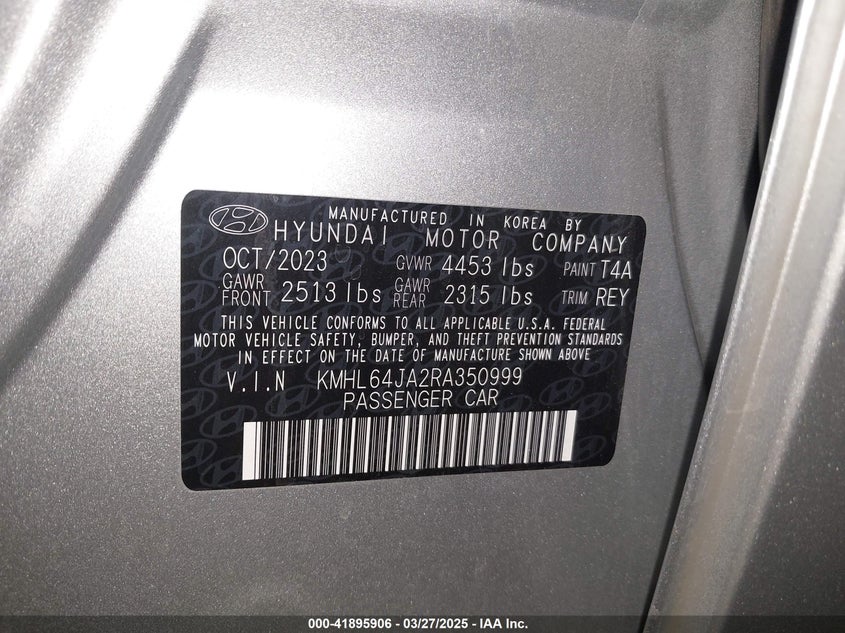 MANUFACTURED IN KOREA BY
HYUNDAI MOTOR COMPANY
OCT/2023 GVWR 4453 lbs PAINT T4A
GAWR FRONT 2513 lbs GAWR REAR 2315 lbs TRIM REY
THIS VEHICLE CONFORMS TO ALL APPLICABLE U.S.A. FEDERAL
MOTOR VEHICLE SAFETY, BUMPER, AND THEFT PREVENTION STANDARDS
IN EFFECT ON THE DATE OF MANUFACTURE SHOWN ABOVE
V.I.N KMHL64JA2RA350999
PASSENGER CAR
000-41895906 - 03/27/2025 - IAA Inc.